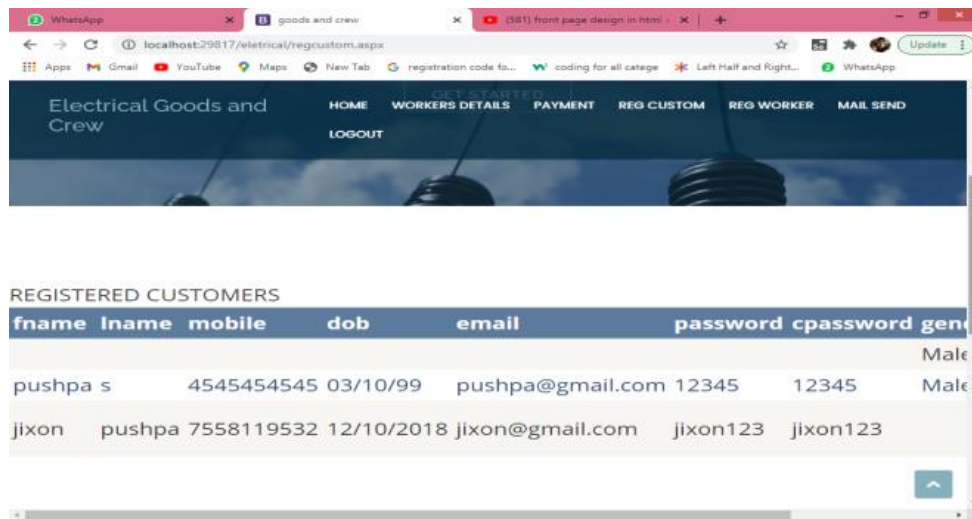 WhatsApp × goods and crew × (581) front page design in html - × +
localhost:29817/eletrical/regcustom.aspx Update
Apps Gmail YouTube Maps New Tab registration code fo... coding for all catege Left Half and Right... WhatsApp
GET STARTED
Electrical Goods and Crew
HOME WORKERS DETAILS PAYMENT REG CUSTOM REG WORKER MAIL SEND
LOGOUT
REGISTERED CUSTOMERS
fname lname mobile dob email password cpassword gen
Male
pushpa s 4545454545 03/10/99 pushpa@gmail.com 12345 12345 Male
jixon pushpa 7558119532 12/10/2018 jixon@gmail.com jixon123 jixon123